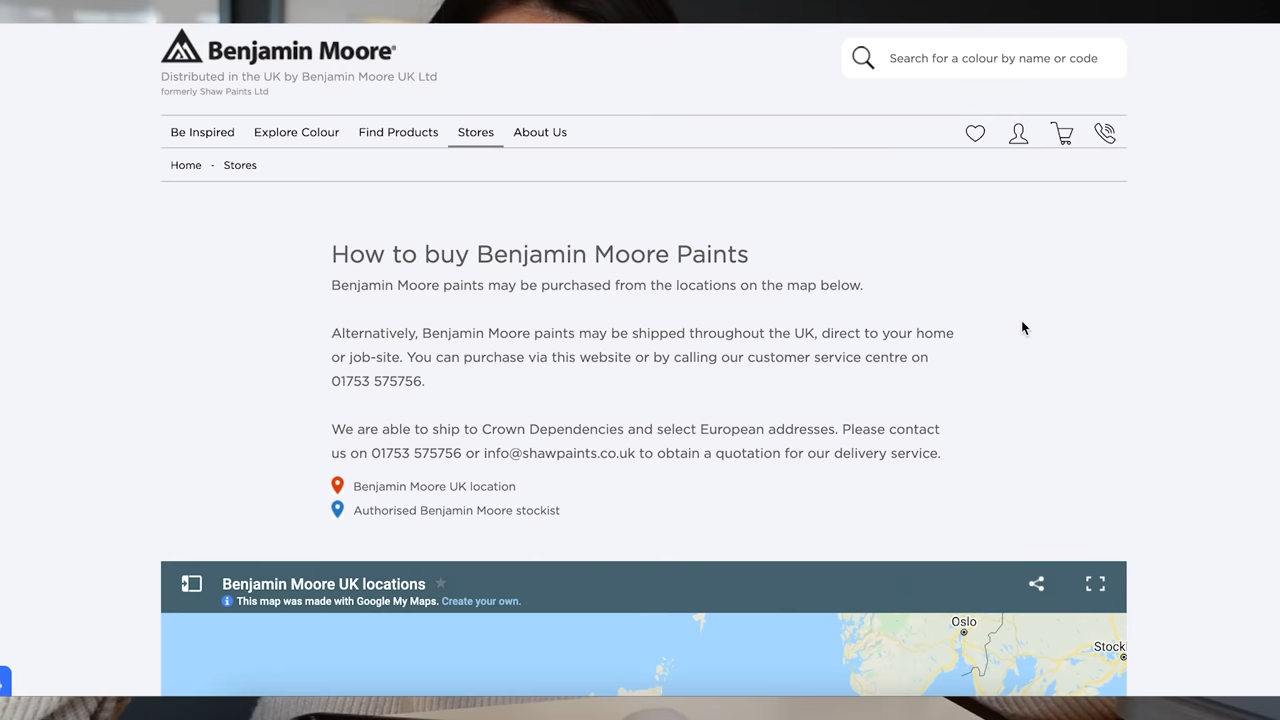 Benjamin Moore®
Distributed in the UK by Benjamin Moore UK Ltd
formerly Shaw Paints Ltd
Search for a colour by name or code
Be Inspired Explore Colour Find Products Stores About Us
Home - Stores
How to buy Benjamin Moore Paints
Benjamin Moore paints may be purchased from the locations on the map below.
Alternatively, Benjamin Moore paints may be shipped throughout the UK, direct to your home
or job-site. You can purchase via this website or by calling our customer service centre on
01753 575756.
We are able to ship to Crown Dependencies and select European addresses. Please contact
us on 01753 575756 or info@shawpaints.co.uk to obtain a quotation for our delivery service.
Benjamin Moore UK location
Authorised Benjamin Moore stockist
Benjamin Moore UK locations
This map was made with Google My Maps. Create your own.
Oslo
Stock